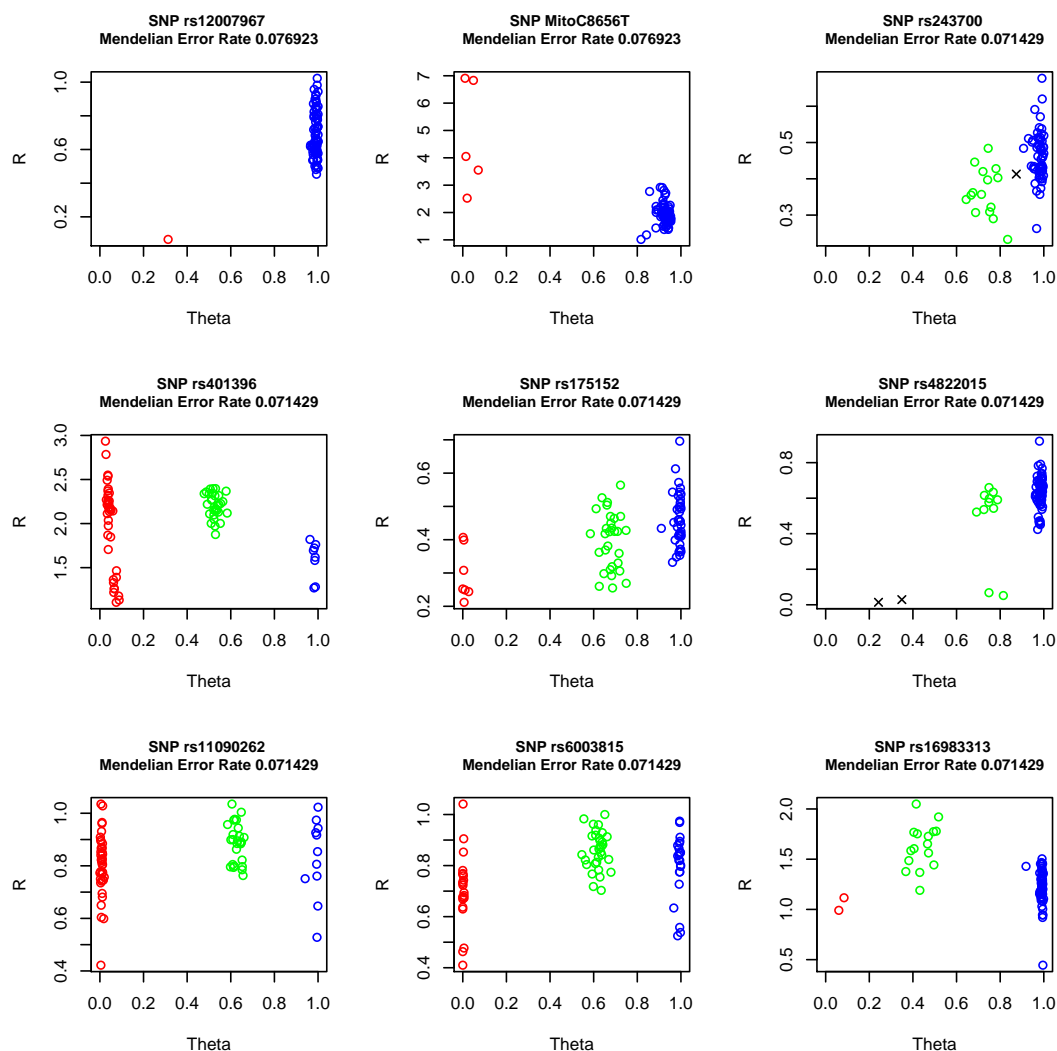 SNP rs12007967
Mendelian Error Rate 0.076923
R
0.2 0.6 1.0
0.0 0.2 0.4 0.6 0.8 1.0
Theta
SNP MitoC8656T
Mendelian Error Rate 0.076923
R
1 2 3 4 5 6 7
0.0 0.2 0.4 0.6 0.8 1.0
Theta
SNP rs243700
Mendelian Error Rate 0.071429
R
0.3 0.5
0.0 0.2 0.4 0.6 0.8 1.0
Theta
SNP rs401396
Mendelian Error Rate 0.071429
R
1.5 2.0 2.5 3.0
0.0 0.2 0.4 0.6 0.8 1.0
Theta
SNP rs175152
Mendelian Error Rate 0.071429
R
0.2 0.4 0.6
0.0 0.2 0.4 0.6 0.8 1.0
Theta
SNP rs4822015
Mendelian Error Rate 0.071429
R
0.0 0.4 0.8
0.0 0.2 0.4 0.6 0.8 1.0
Theta
SNP rs11090262
Mendelian Error Rate 0.071429
R
0.4 0.6 0.8 1.0
0.0 0.2 0.4 0.6 0.8 1.0
Theta
SNP rs6003815
Mendelian Error Rate 0.071429
R
0.4 0.6 0.8 1.0
0.0 0.2 0.4 0.6 0.8 1.0
Theta
SNP rs16983313
Mendelian Error Rate 0.071429
R
0.5 1.0 1.5 2.0
0.0 0.2 0.4 0.6 0.8 1.0
Theta